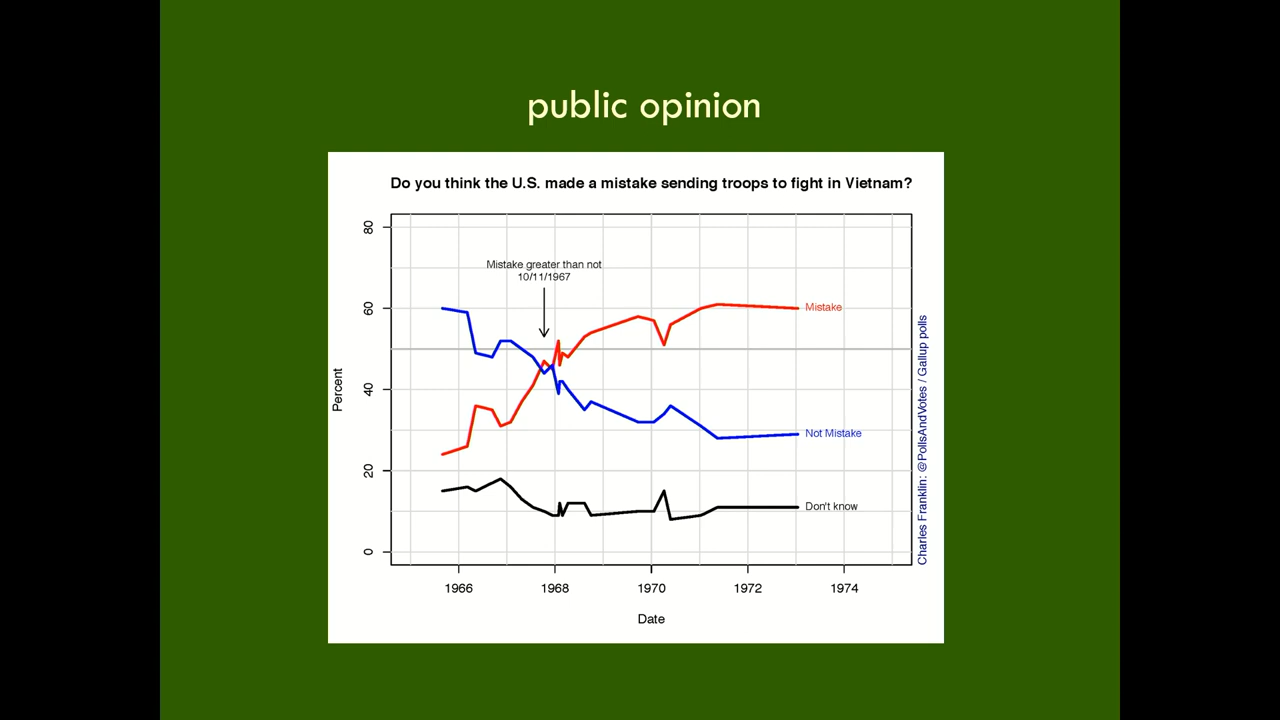 public opinion
Do you think the U.S. made a mistake sending troops to fight in Vietnam?
80
60
40
20
0
Percent
Mistake greater than not
10/11/1967
Mistake
Not Mistake
Don't know
1966
1968
1970
1972
1974
Date
Charles Franklin: @PollsAndVotes / Gallup polls